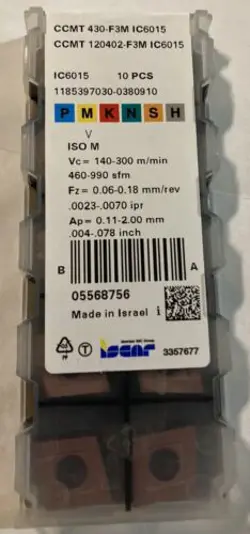 CCMT 430-F3M IC6015
CCMT 120402-F3M IC6015
IC6015 10 PCS
1185397030-0380910
P M K N S H
V
ISO M
Vc = 140-300 m/min
460-990 sfm
Fz = 0.06-0.18 mm/rev
.0023-.0070 ipr
Ap = 0.11-2.00 mm
.004-.078 inch
B A
05568756
Made in Israel i
PP T
iscar 3357677